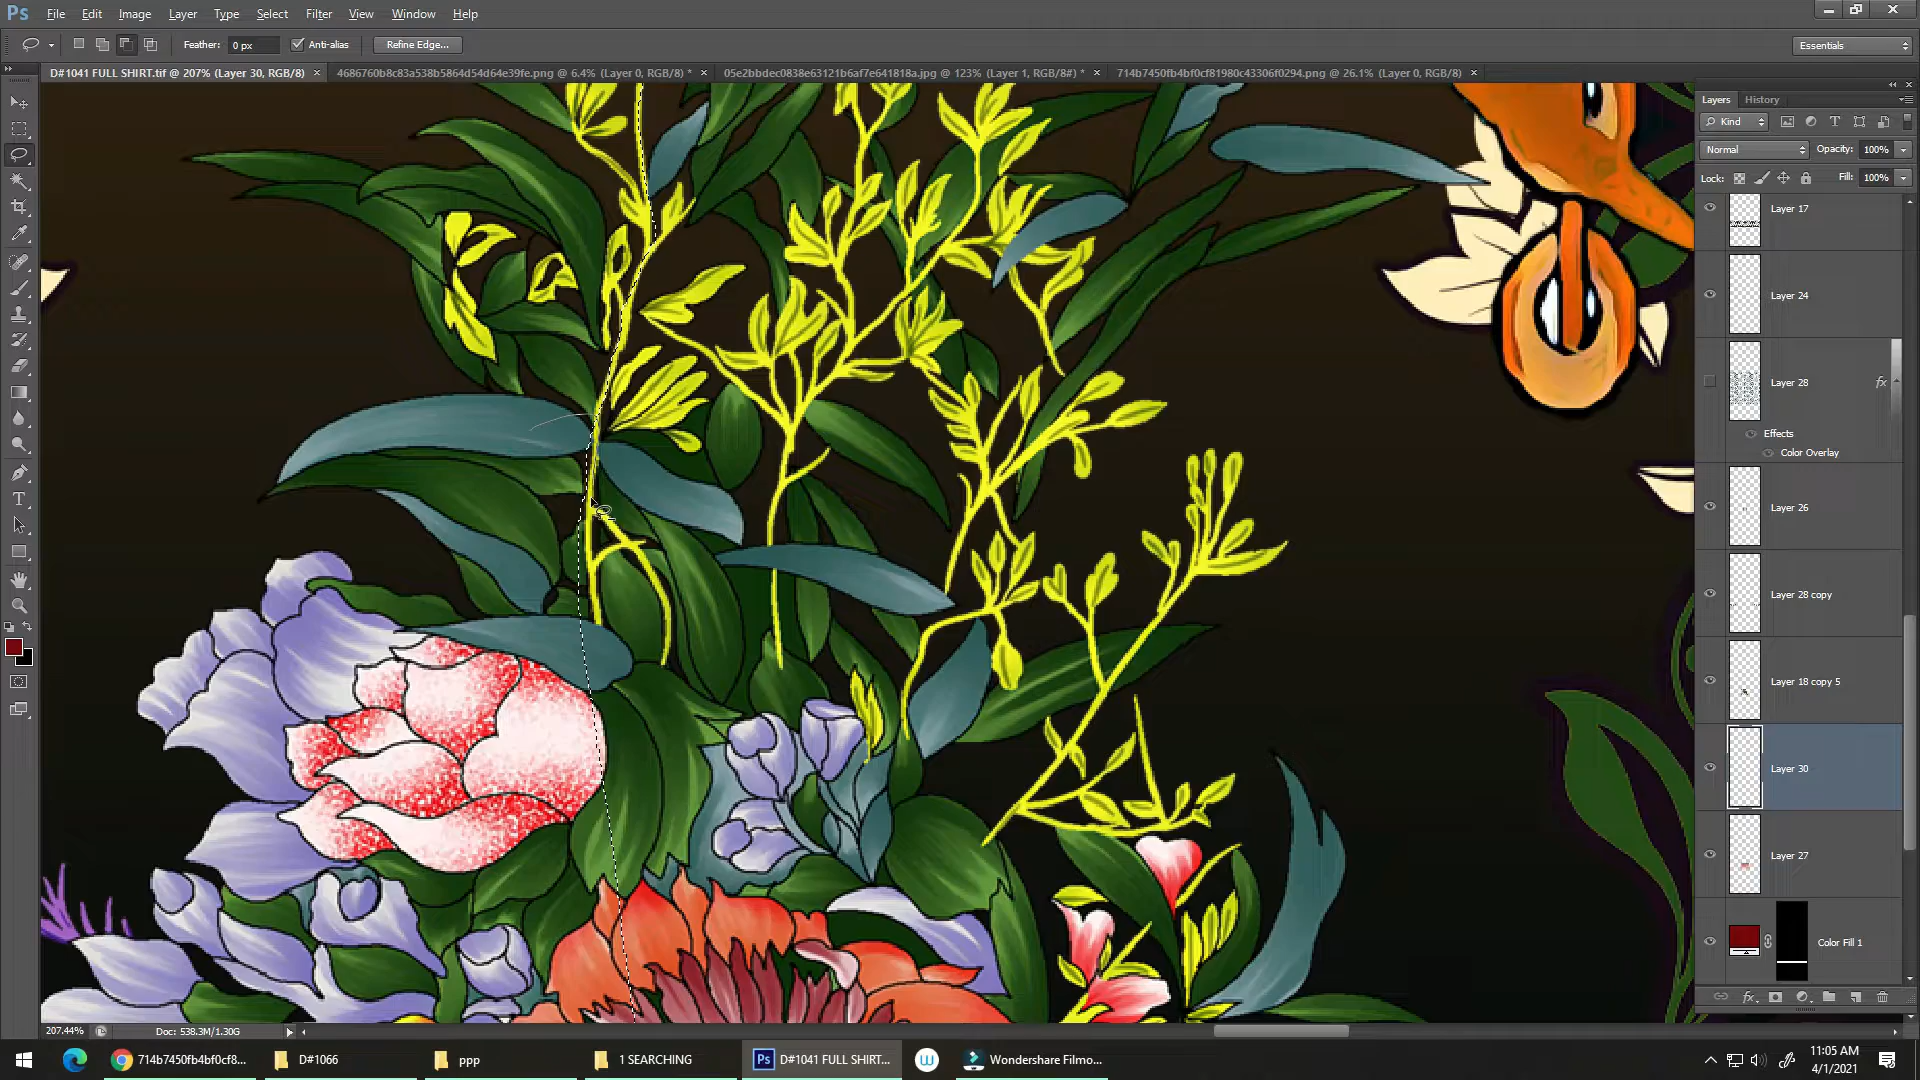 Ps File Edit Image Layer Type Select Filter View Window Help
Feather: 0 px Anti-alias Refine Edge... Essentials
D#1041 FULL SHIRT.tif @ 207% (Layer 30, RGB/8) × 4686760b8c83a538b5864d54d64e39fe.png @ 6.4% (Layer 0, RGB/8) * × 05e2bbdec0838e63121b6af7e641818a.jpg @ 123% (Layer 1, RGB/8#) * × 714b7450fb4bf0cf81980c43306f0294.png @ 26.1% (Layer 0, RGB/8) ×
Layers History
Kind
Normal Opacity: 100%
Lock: Fill: 100%
Layer 17
Layer 24
Layer 28 fx
Effects
Color Overlay
Layer 26
Layer 28 copy
Layer 18 copy 5
Layer 30
Layer 27
Color Fill 1
207.44% Doc: 538.3M/1.30G
714b7450fb4bf0cf8... D#1066 ppp 1 SEARCHING Ps D#1041 FULL SHIRT... Wondershare Filmo...
11:05 AM
4/1/2021